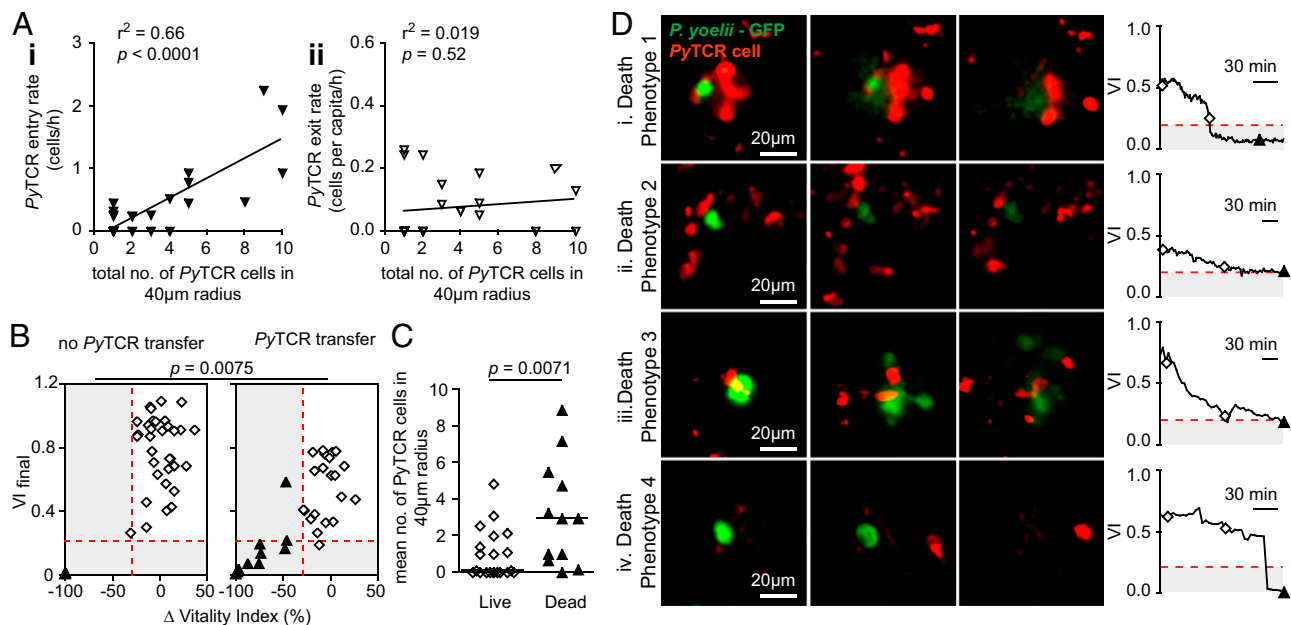 A
i
r² = 0.66
p < 0.0001
PyTCR entry rate
(cells/h)
3
2
1
0
0 2 4 6 8 10
total no. of PyTCR cells in
40µm radius
ii
r² = 0.019
p = 0.52
PyTCR exit rate
(cells per capita/h)
0.6
0.4
0.2
0.0
0 2 4 6 8 10
total no. of PyTCR cells in
40µm radius
B
no PyTCR transfer
PyTCR transfer
p = 0.0075
VI final
1.2
0.8
0.4
0
-100 -50 0 50
-100 -50 0 50
Δ Vitality Index (%)
C
p = 0.0071
mean no. of PyTCR cells in
40µm radius
10
8
6
4
2
0
Live Dead
D
P. yoelii - GFP
PyTCR cell
i. Death
Phenotype 1
20µm
VI
1.0
0.5
0.0
30 min
ii. Death
Phenotype 2
20µm
VI
1.0
0.5
0.0
30 min
iii.Death
Phenotype 3
20µm
VI
1.0
0.5
0.0
30 min
iv. Death
Phenotype 4
20µm
VI
1.0
0.5
0.0
30 min